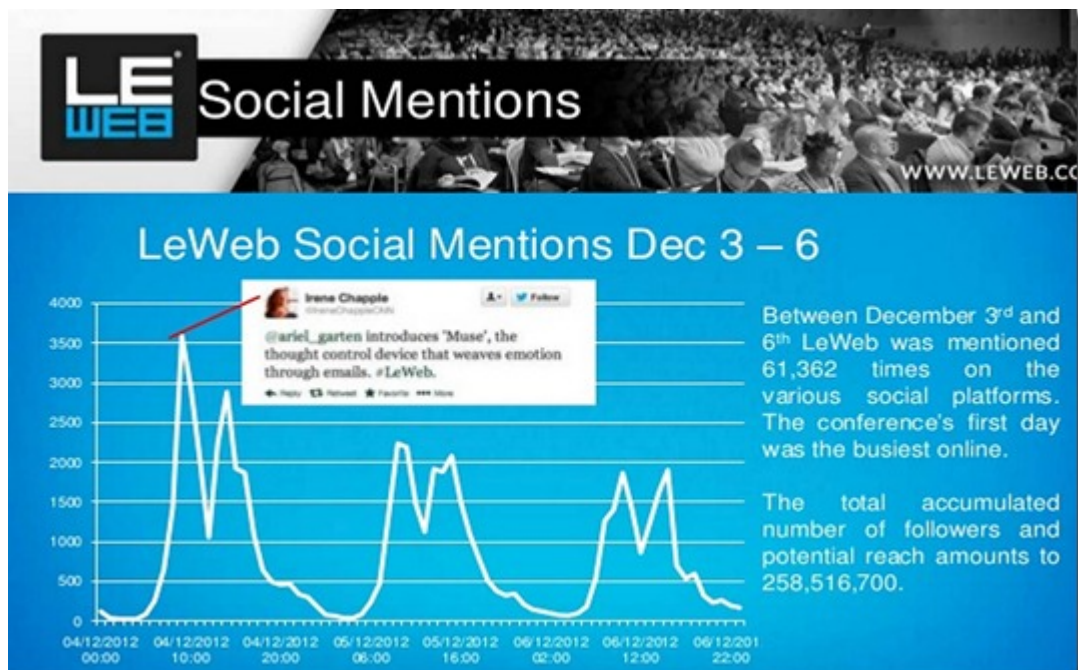 LE
WEB
Social Mentions
WWW.LEWEB.CO
LeWeb Social Mentions Dec 3 – 6
Irene Chapple
@IreneChappleCNN
Follow
@ariel_garten introduces 'Muse', the
thought control device that weaves emotion
through emails. #LeWeb.
Reply Retweet Favorite More
4000
3500
3000
2500
2000
1500
1000
500
0
04/12/2012 04/12/2012 04/12/2012 05/12/2012 05/12/2012 06/12/2012 06/12/2012 06/12/201
00:00 10:00 20:00 06:00 16:00 02:00 12:00 22:00
Between December 3rd and
6th LeWeb was mentioned
61,362 times on the
various social platforms.
The conference's first day
was the busiest online.
The total accumulated
number of followers and
potential reach amounts to
258,516,700.